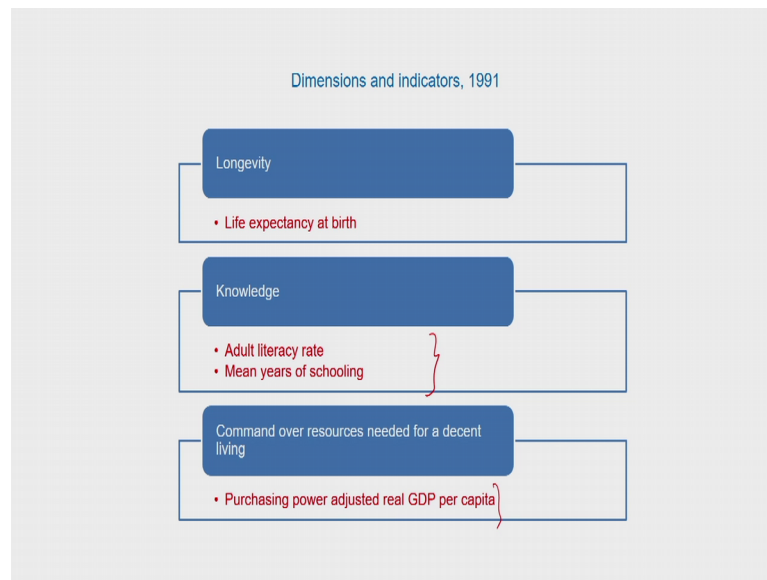 Dimensions and indicators, 1991
Longevity
• Life expectancy at birth
Knowledge
• Adult literacy rate
• Mean years of schooling
Command over resources needed for a decent
living
• Purchasing power adjusted real GDP per capita